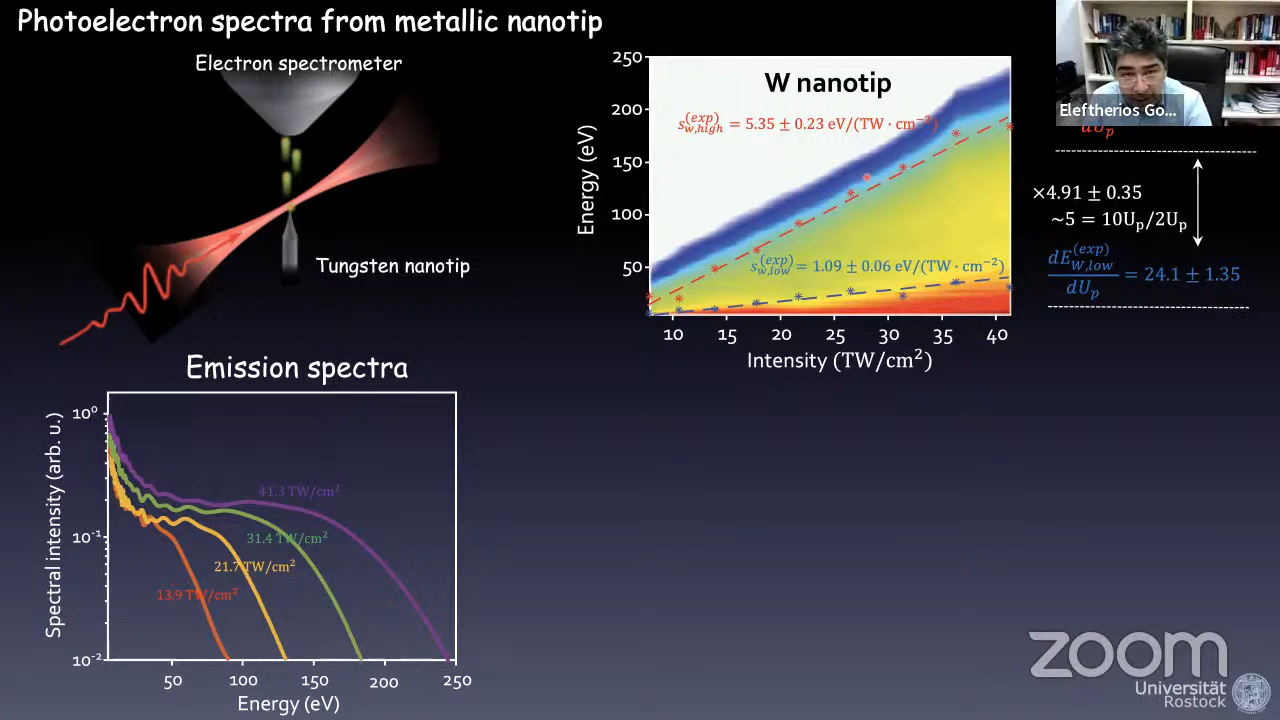 Photoelectron spectra from metallic nanotip
Electron spectrometer
Tungsten nanotip
Emission spectra
Spectral intensity (arb. u.)
10⁰
10⁻¹
10⁻²
41.3 TW/cm²
31.4 TW/cm²
21.7 TW/cm²
13.9 TW/cm²
50 100 150 200 250
Energy (eV)
W nanotip
s_{w,high}^{(exp)} = 5.35 ± 0.23 eV/(TW · cm⁻²)
s_{w,low}^{(exp)} = 1.09 ± 0.06 eV/(TW · cm⁻²)
Energy (eV)
250
200
150
100
50
10 15 20 25 30 35 40
Intensity (TW/cm²)
Eleftherios Go...
dU_p
×4.91 ± 0.35
~5 = 10U_p/2U_p
dE_{W,low}^{(exp)}/dU_p = 24.1 ± 1.35
zoom
Universität
Rostock